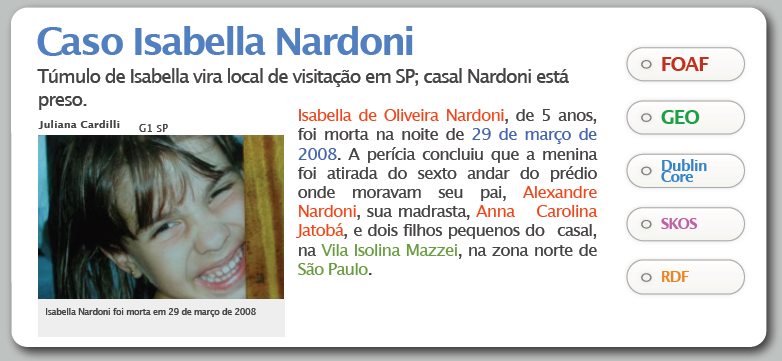 Caso Isabella Nardoni
Túmulo de Isabella vira local de visitação em SP; casal Nardoni está
preso.
Juliana Cardilli G1 SP
Isabella de Oliveira Nardoni, de 5 anos,
foi morta na noite de 29 de março de
2008. A perícia concluiu que a menina
foi atirada do sexto andar do prédio
onde moravam seu pai, Alexandre
Nardoni, sua madrasta, Anna Carolina
Jatobá, e dois filhos pequenos do casal,
na Vila Isolina Mazzei, na zona norte de
São Paulo.
Isabella Nardoni foi morta em 29 de março de 2008
FOAF
GEO
Dublin
Core
SKOS
RDF